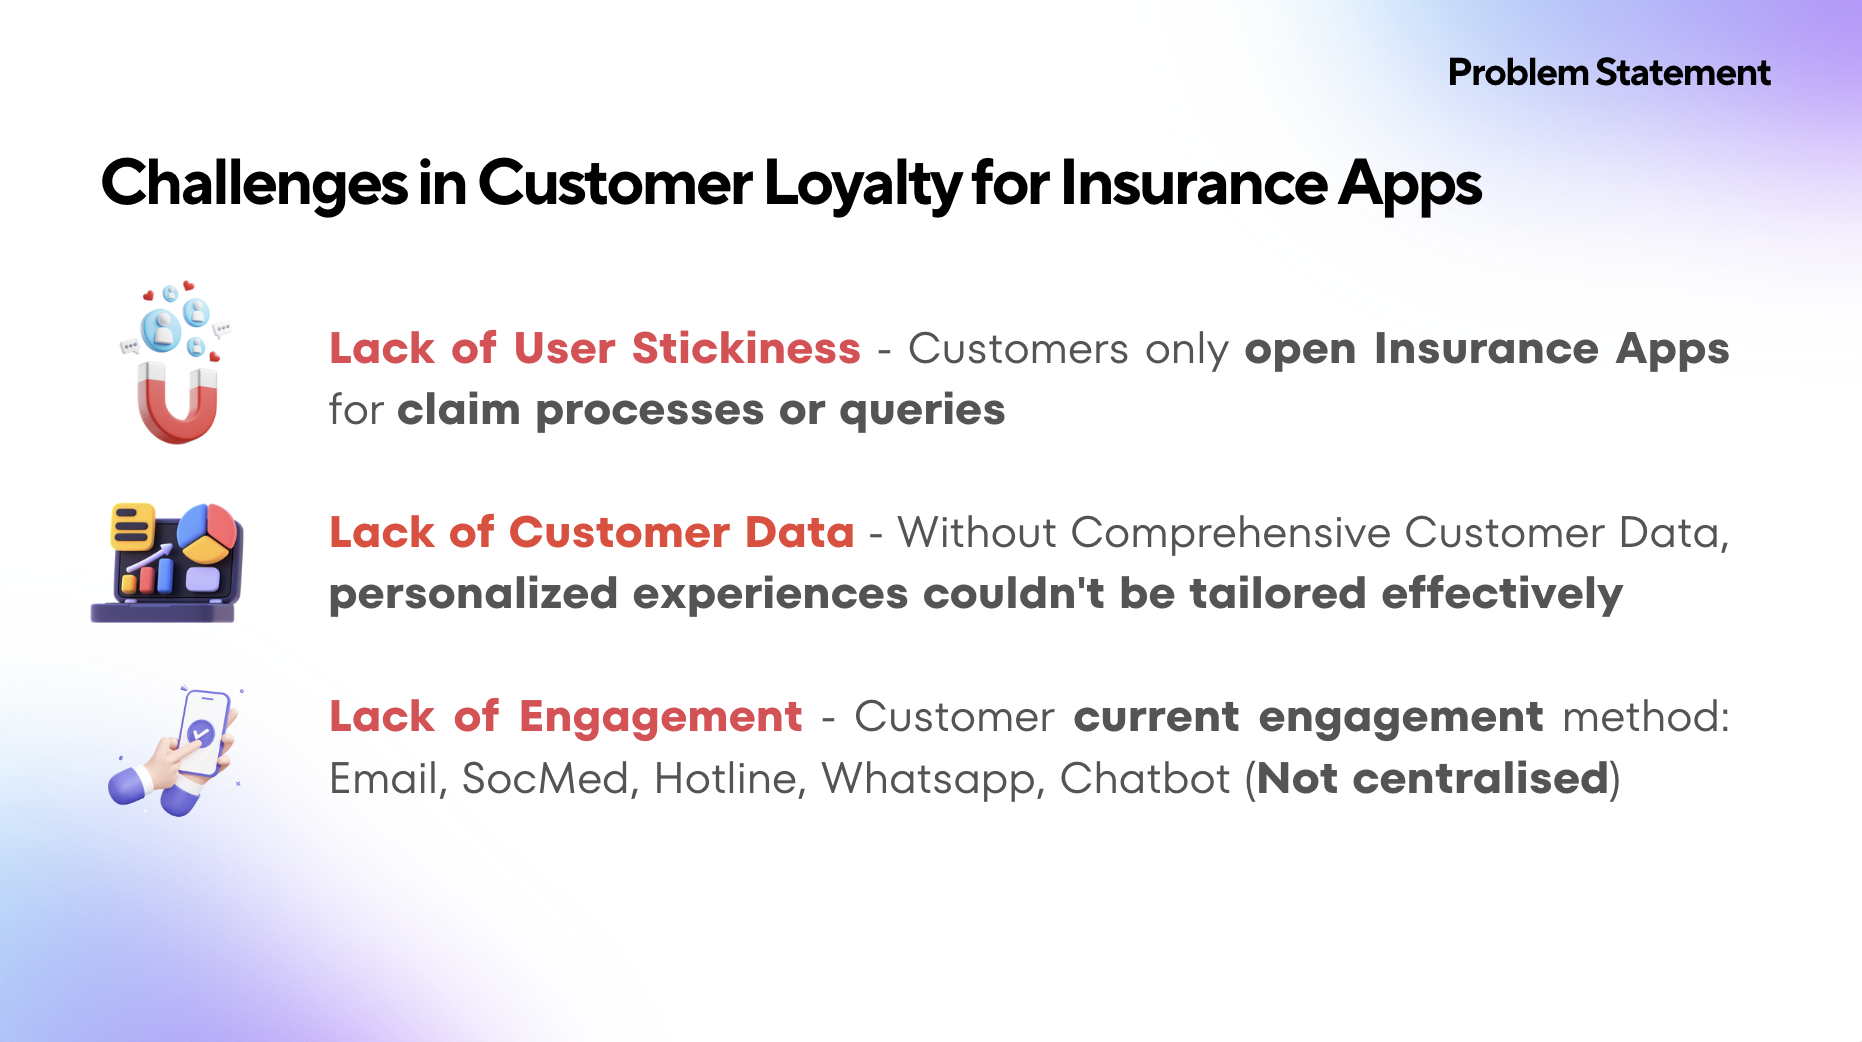 Problem Statement
Challenges in Customer Loyalty for Insurance Apps
Lack of User Stickiness - Customers only open Insurance Apps
for claim processes or queries
Lack of Customer Data - Without Comprehensive Customer Data,
personalized experiences couldn't be tailored effectively
Lack of Engagement - Customer current engagement method:
Email, SocMed, Hotline, Whatsapp, Chatbot (Not centralised)